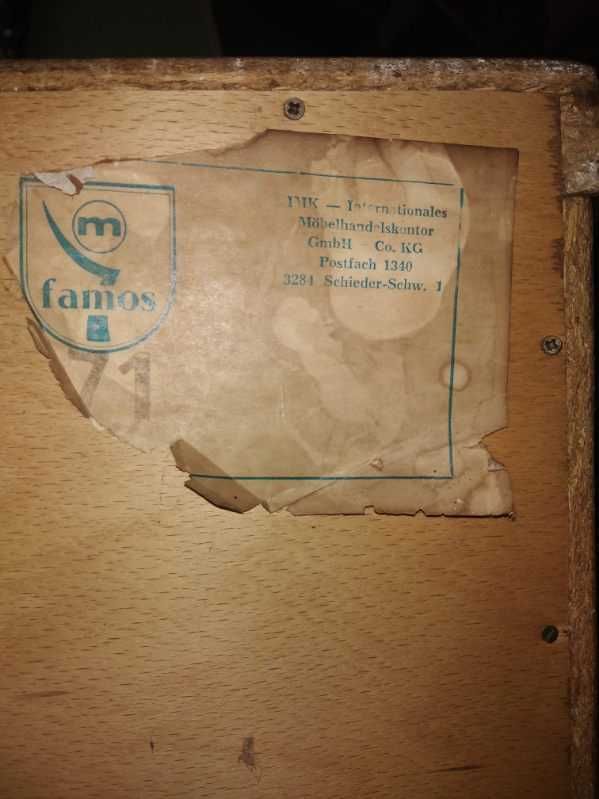 m
famos
71
IMK — Internationales
Möbelhandelskontor
GmbH - Co. KG
Postfach 1340
3284 Schieder-Schw. 1